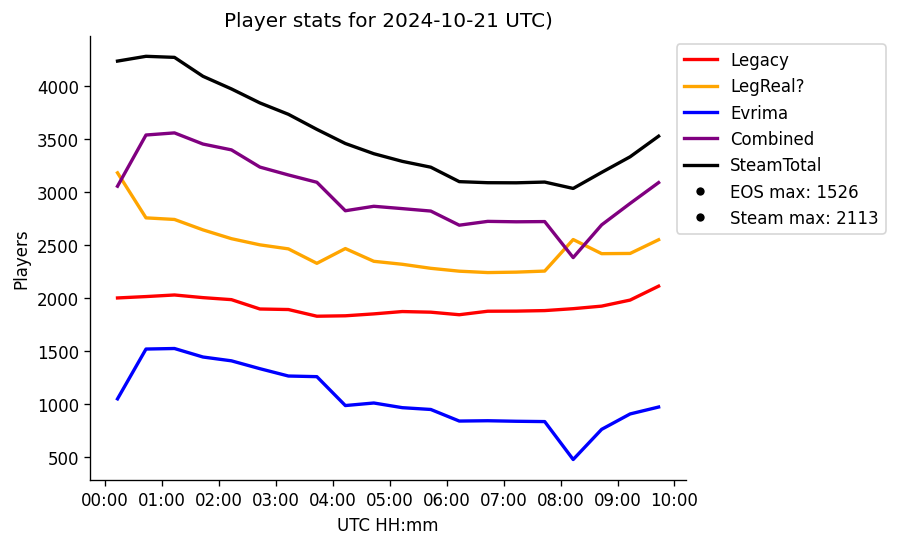 Player stats for 2024-10-21 UTC)
Legacy
LegReal?
Evrima
Combined
SteamTotal
EOS max: 1526
Steam max: 2113
Players
4000
3500
3000
2500
2000
1500
1000
500
00:00 01:00 02:00 03:00 04:00 05:00 06:00 07:00 08:00 09:00 10:00
UTC HH:mm